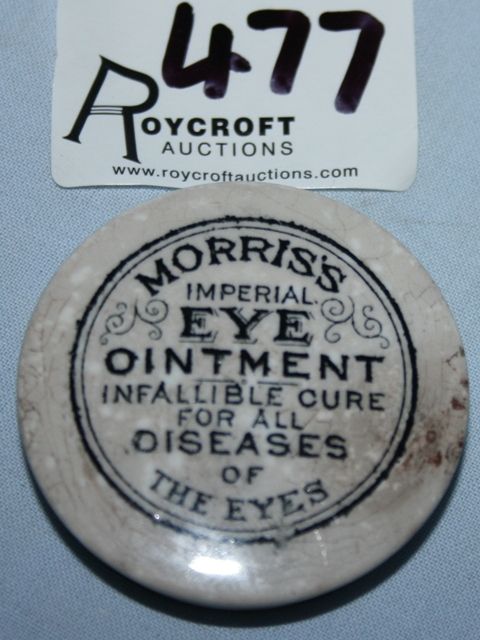 477
ROYCROFT
AUCTIONS
www.roycroftauctions.com
MORRIS'S
IMPERIAL
EYE
OINTMENT
INFALLIBLE CURE
FOR ALL
DISEASES
OF
THE EYES